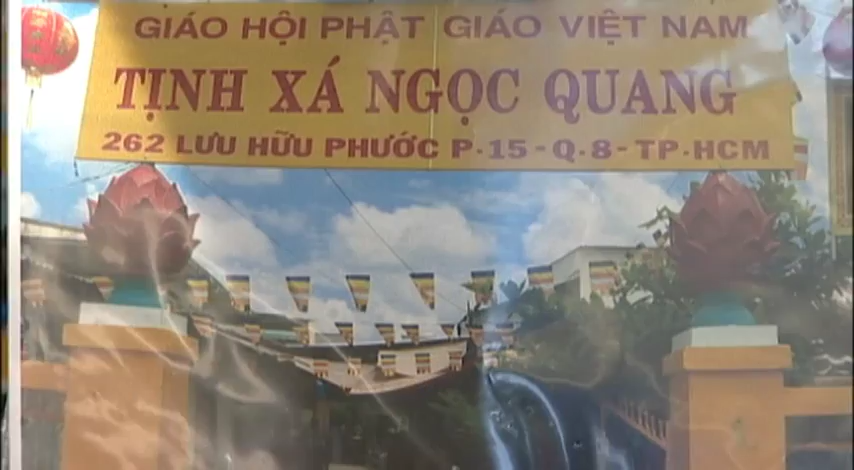 GIÁO HỘI PHẬT GIÁO VIỆT NAM
TỊNH XÁ NGỌC QUANG
262 LƯU HỮU PHƯỚC P.15-Q.8-TP.HCM